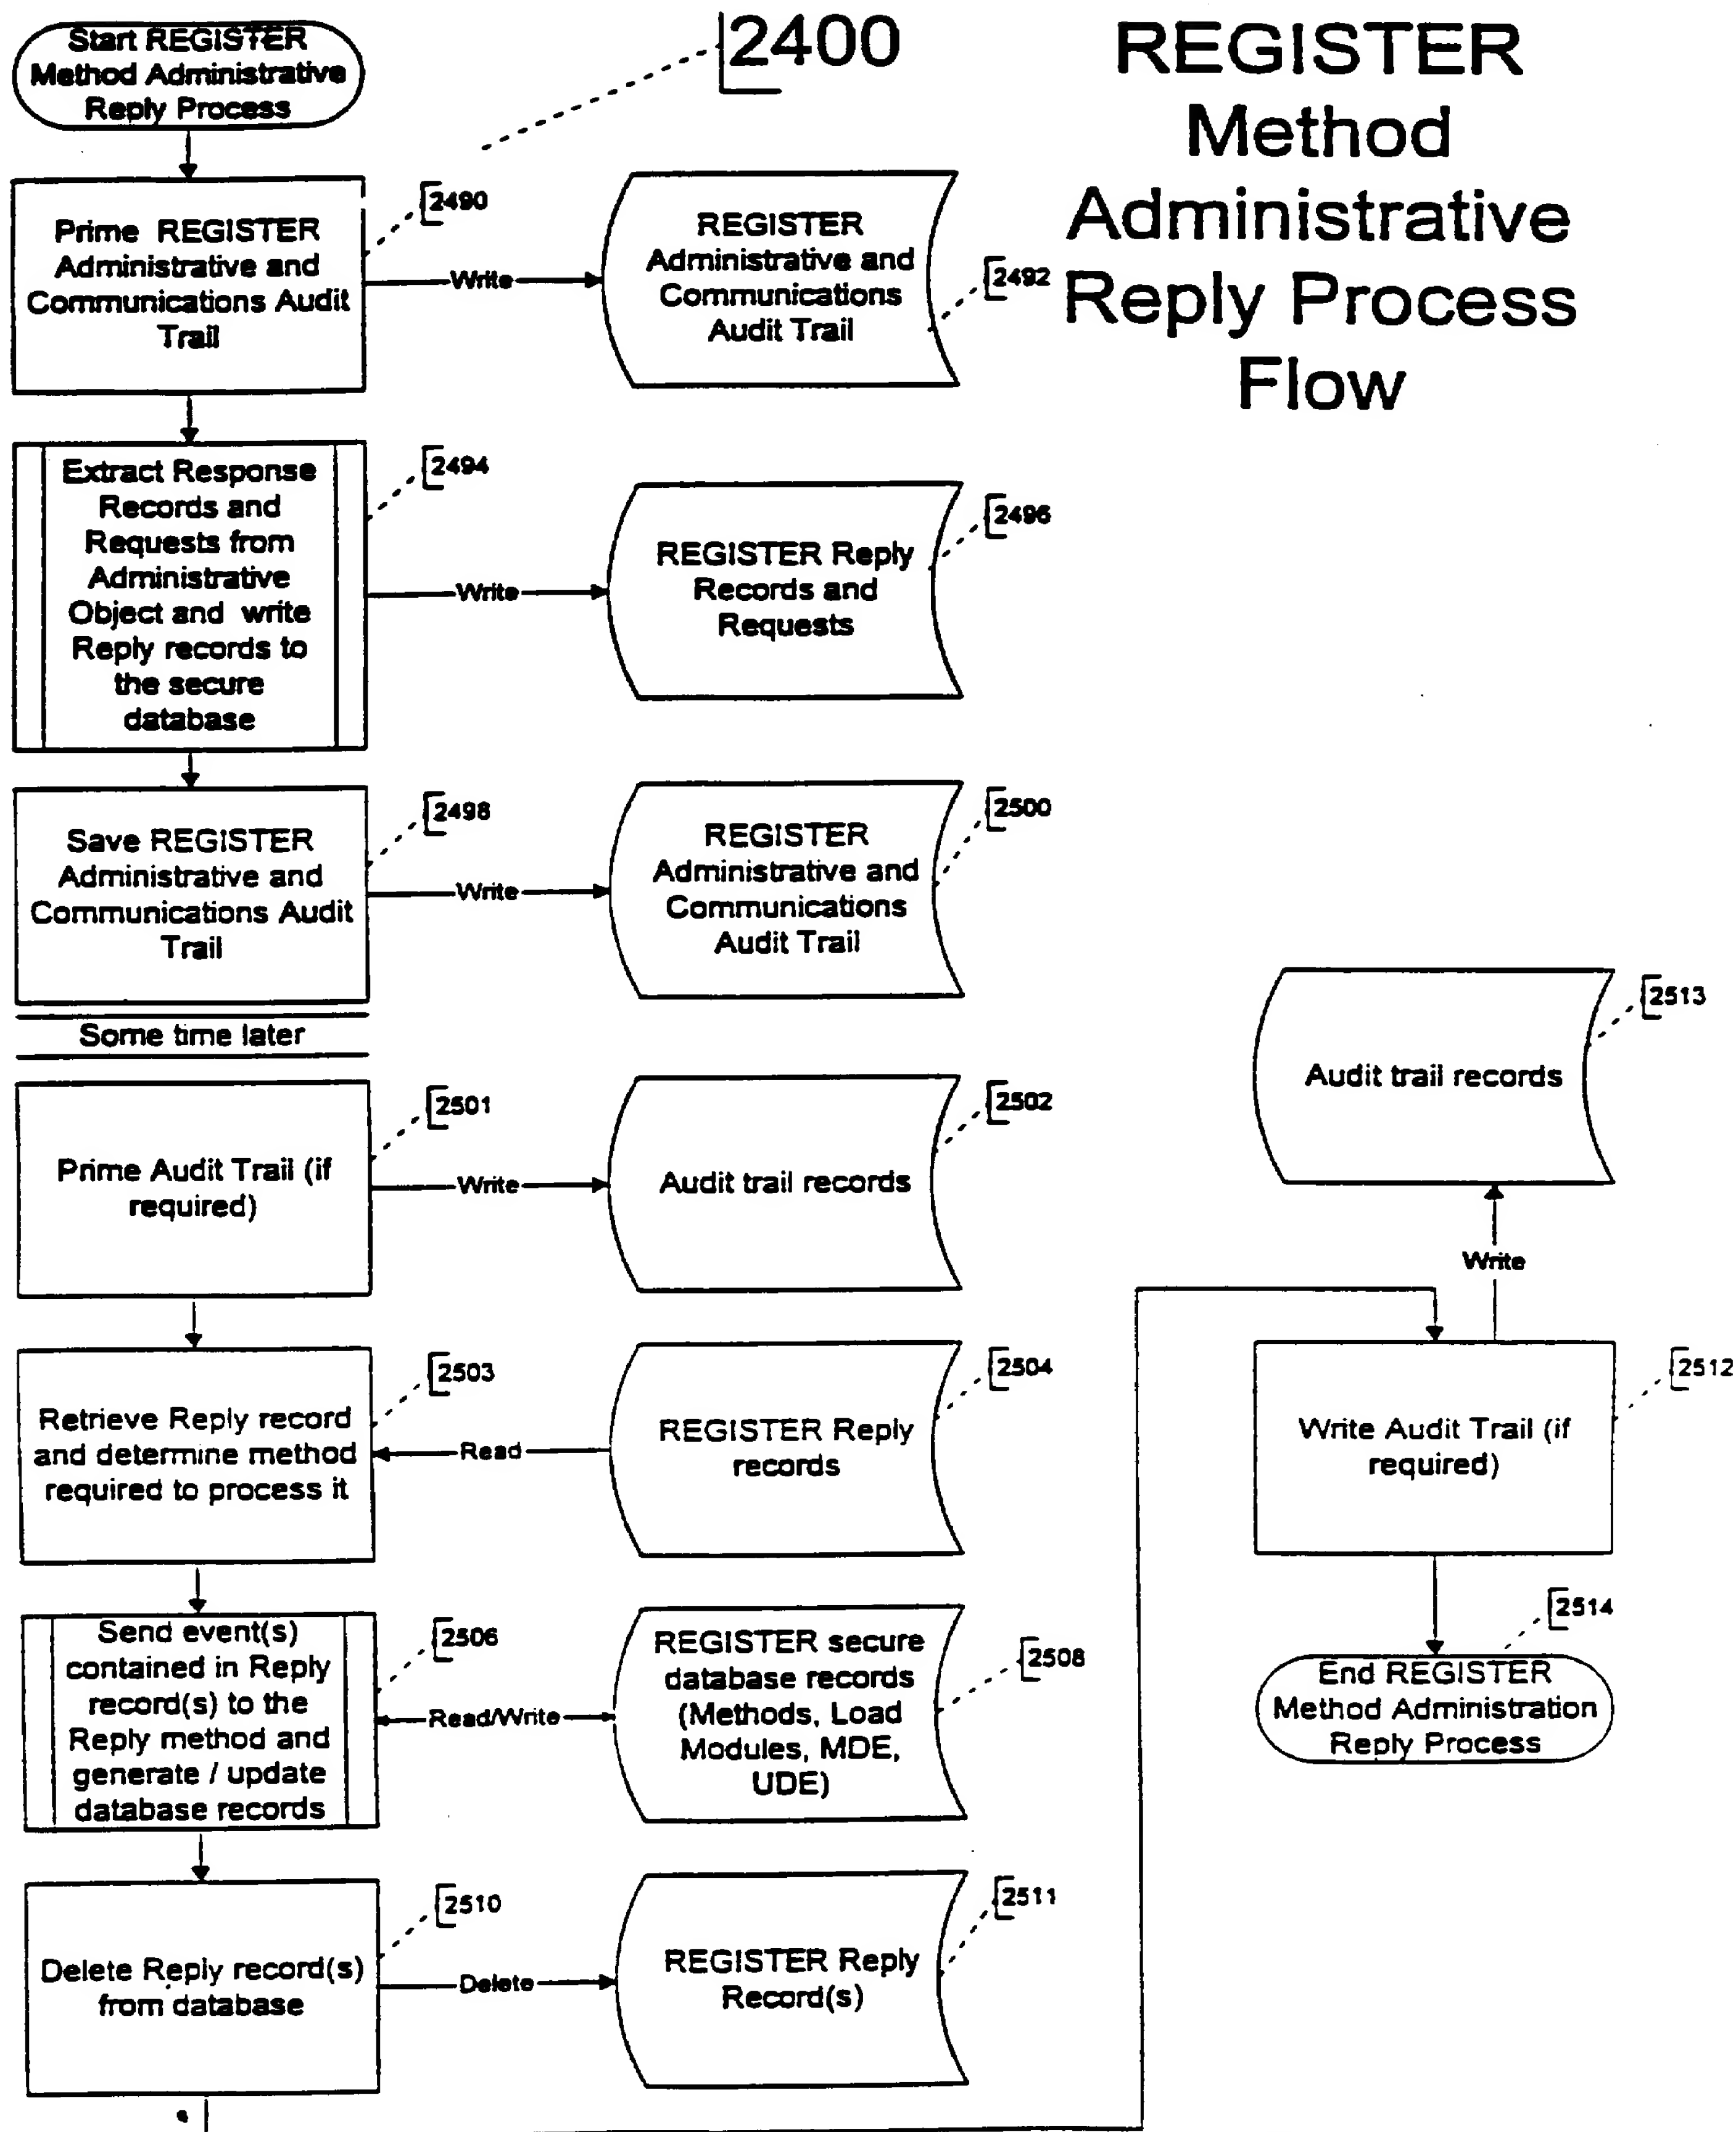 Start REGISTER
Method Administrative
Reply Process
2400
REGISTER
Method
Administrative
Reply Process
Flow
Prime REGISTER
Administrative and
Communications Audit
Trail
2490
Write
REGISTER
Administrative and
Communications
Audit Trail
2492
Extract Response
Records and
Requests from
Administrative
Object and write
Reply records to
the secure
database
2494
Write
REGISTER Reply
Records and
Requests
2496
Save REGISTER
Administrative and
Communications Audit
Trail
2498
Write
REGISTER
Administrative and
Communications
Audit Trail
2500
Some time later
Prime Audit Trail (if
required)
2501
Write
Audit trail records
2502
Retrieve Reply record
and determine method
required to process it
2503
Read
REGISTER Reply
records
2504
Send event(s)
contained in Reply
record(s) to the
Reply method and
generate / update
database records
2506
Read/Write
REGISTER secure
database records
(Methods, Load
Modules, MDE,
UDE)
2508
Delete Reply record(s)
from database
2510
Delete
REGISTER Reply
Record(s)
2511
Audit trail records
2513
Write
Write Audit Trail (if
required)
2512
2514
End REGISTER
Method Administration
Reply Process